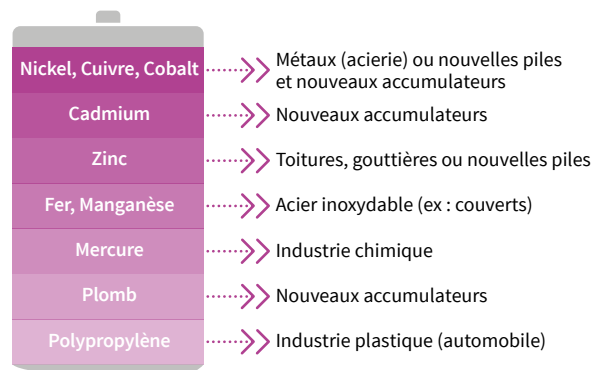 Nickel, Cuivre, Cobalt
Métaux (acierie) ou nouvelles piles
et nouveaux accumulateurs
Cadmium
Nouveaux accumulateurs
Zinc
Toitures, gouttières ou nouvelles piles
Fer, Manganèse
Acier inoxydable (ex : couverts)
Mercure
Industrie chimique
Plomb
Nouveaux accumulateurs
Polypropylène
Industrie plastique (automobile)